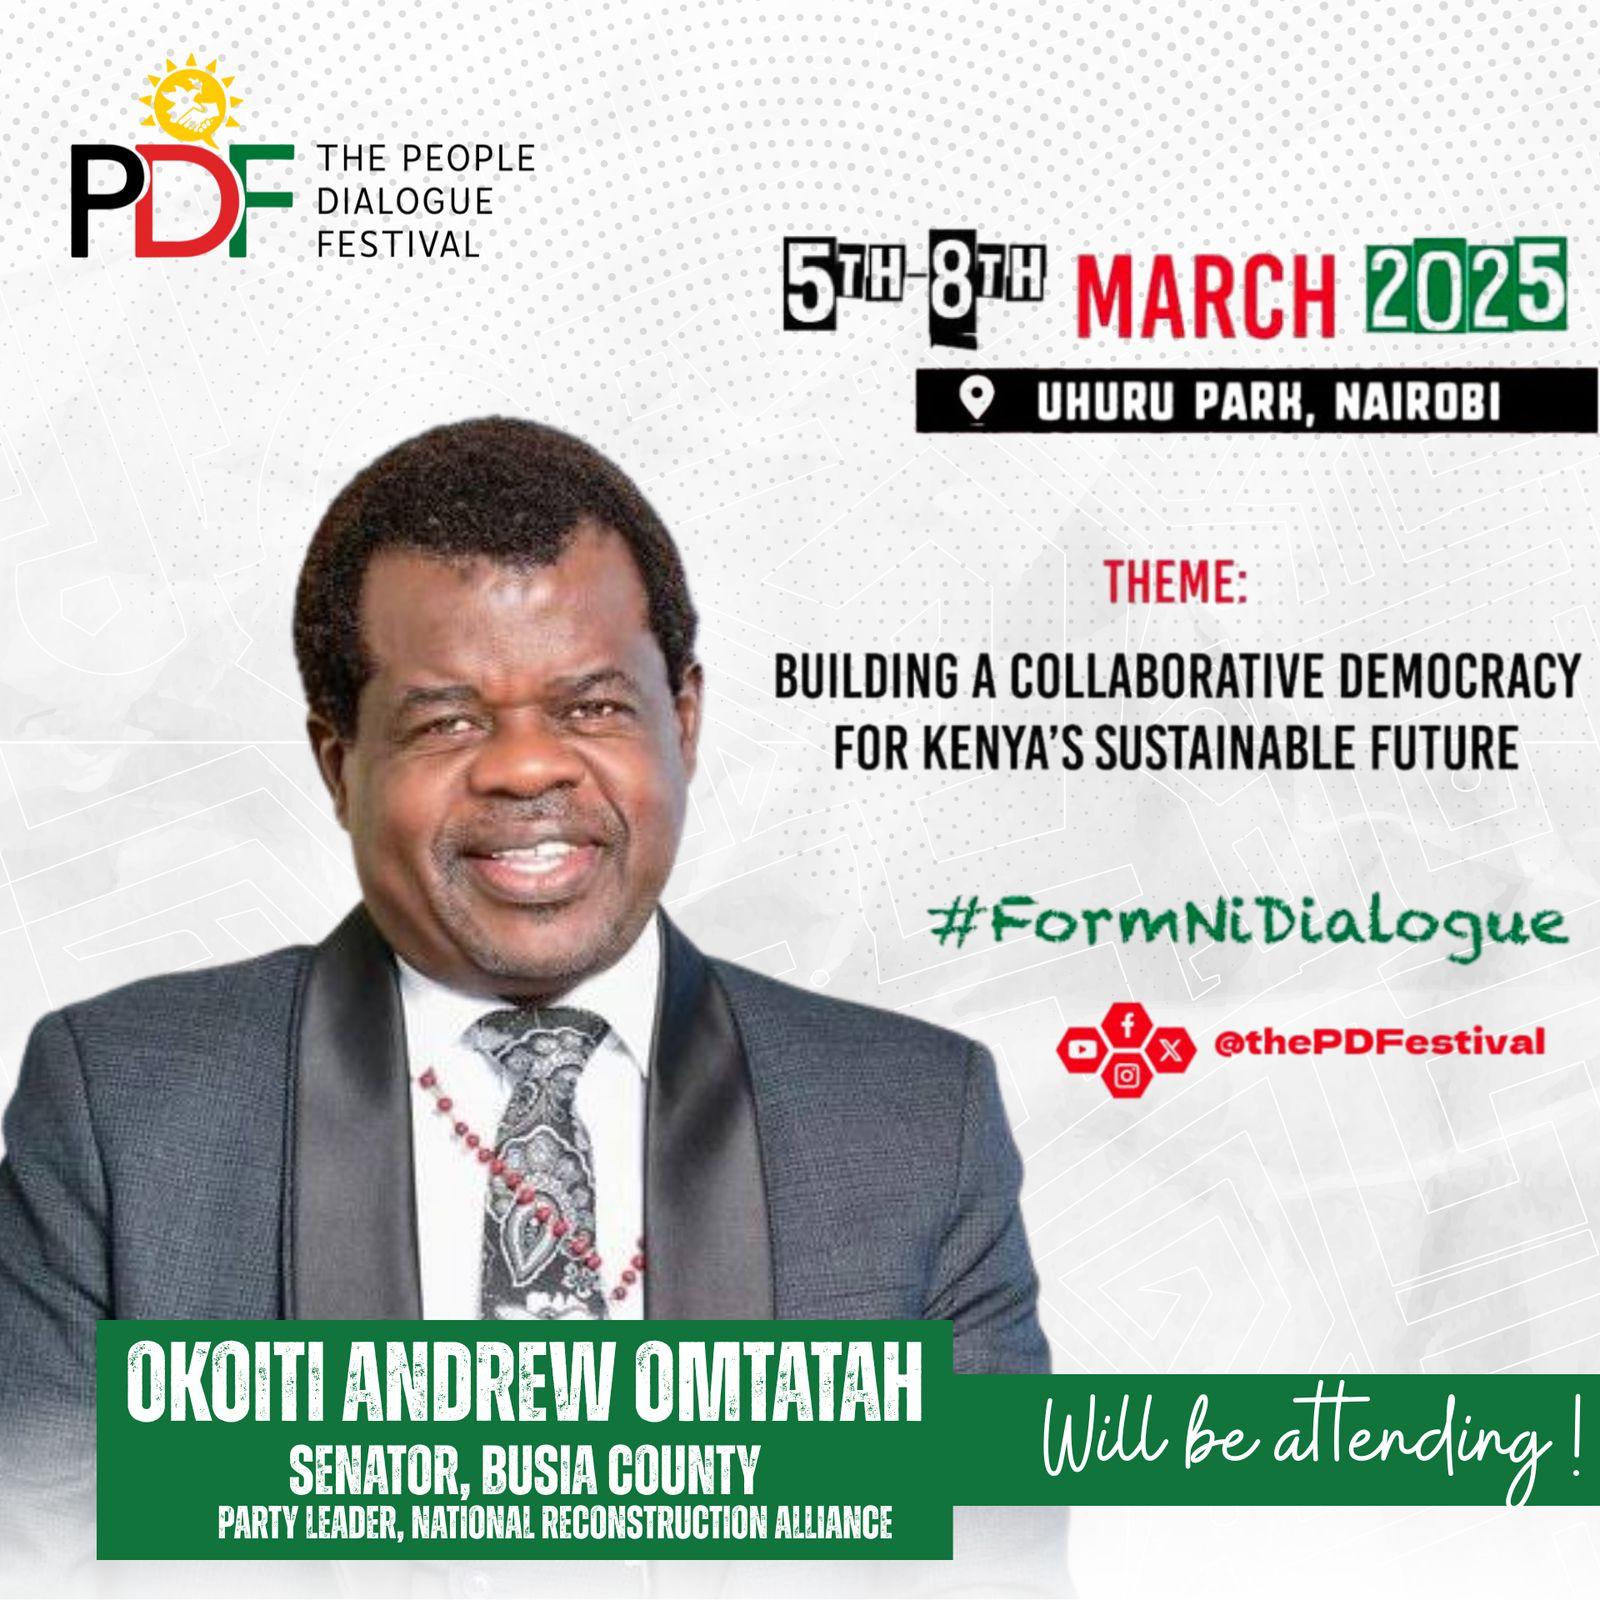 PDF
THE PEOPLE
DIALOGUE
FESTIVAL
5TH-8TH MARCH 2025
UHURU PARK, NAIROBI
THEME:
BUILDING A COLLABORATIVE DEMOCRACY
FOR KENYA'S SUSTAINABLE FUTURE
#FormNiDialogue
@thePDFestival
OKOITI ANDREW OMTATAH
SENATOR, BUSIA COUNTY
PARTY LEADER, NATIONAL RECONSTRUCTION ALLIANCE
Will be attending!